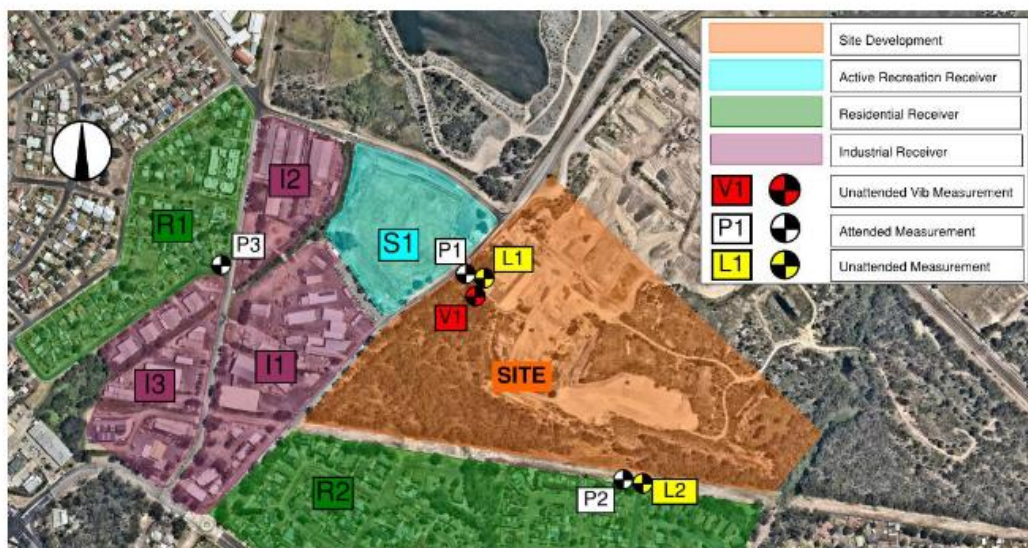 Site Development
Active Recreation Receiver
Residential Receiver
Industrial Receiver
V1
Unattended Vib Measurement
P1
Attended Measurement
L1
Unattended Measurement
I2
R1
P3
S1
P1
L1
V1
I1
I3
SITE
R2
P2
L2